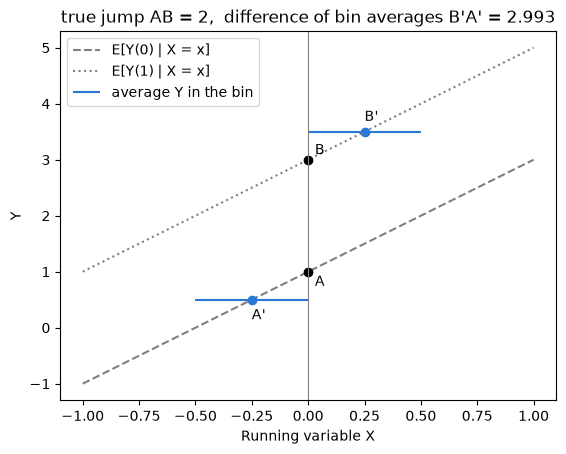 true jump AB = 2,  difference of bin averages B'A' = 2.993
E[Y(0) | X = x]
E[Y(1) | X = x]
average Y in the bin
B'
B
A
A'
Y
5
4
3
2
1
0
−1
−1.00 −0.75 −0.50 −0.25 0.00 0.25 0.50 0.75 1.00
Running variable X